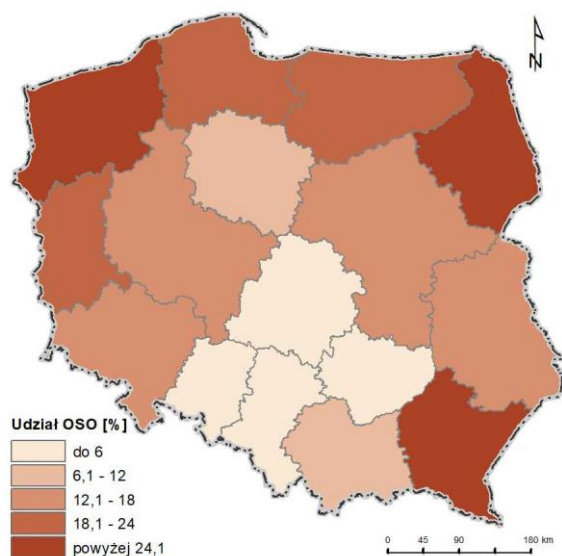 N
Udział OSO [%]
do 6
6,1 - 12
12,1 - 18
18,1 - 24
powyżej 24,1
0 45 90 180 km